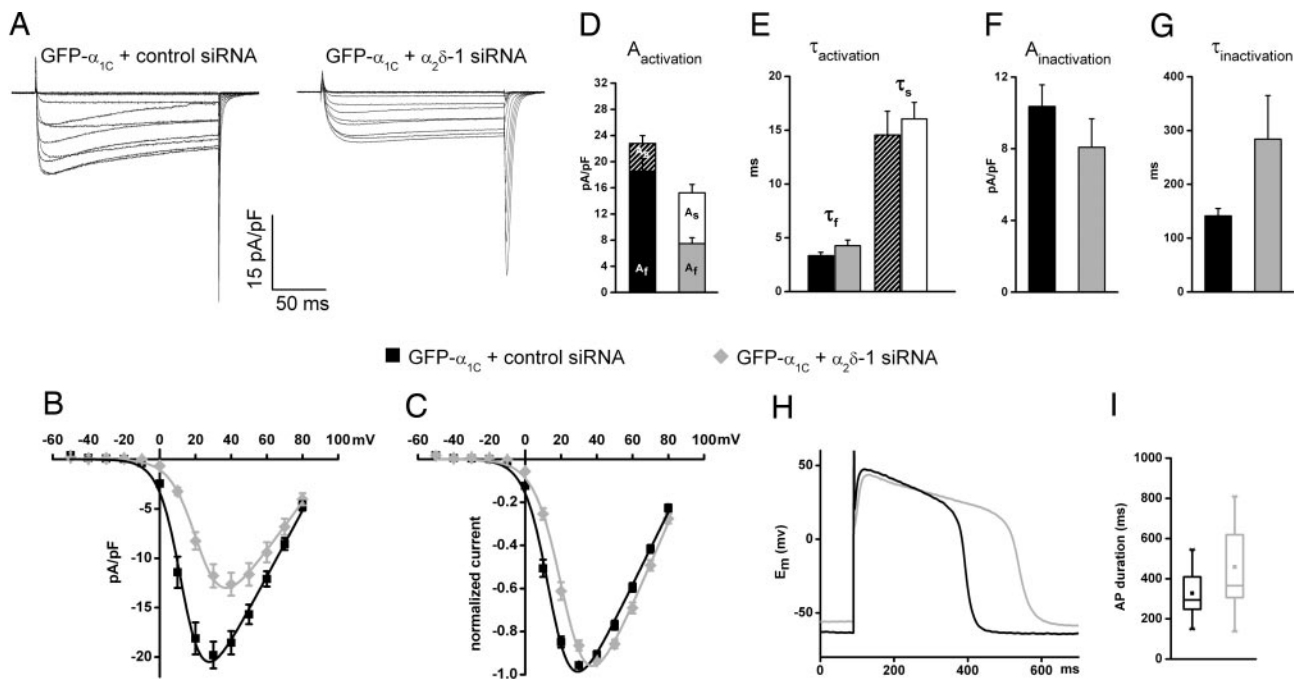 A
GFP-α1C + control siRNA
GFP-α1C + α2δ-1 siRNA
15 pA/pF
50 ms
D
Aactivation
pA/pF
32
28
24
20
16
12
8
4
0
As
Af
As
Af
E
τactivation
ms
20
15
10
5
0
τf
τs
F
Ainactivation
pA/pF
12
8
4
0
G
τinactivation
ms
400
300
200
100
0
GFP-α1C + control siRNA
GFP-α1C + α2δ-1 siRNA
B
-60 -40 -20 0 20 40 60 80 100 mV
pA/pF
-5
-10
-15
-20
C
-60 -40 -20 0 20 40 60 80 100 mV
normalized current
-0.2
-0.4
-0.6
-0.8
-1.0
H
Em (mv)
50
0
-50
0 200 400 600 ms
I
AP duration (ms)
1000
800
600
400
200
0